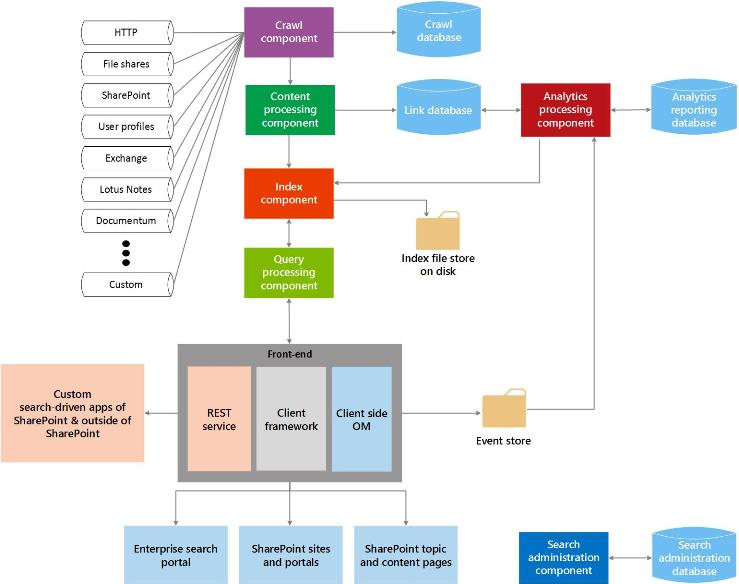 HTTP
File shares
SharePoint
User profiles
Exchange
Lotus Notes
Documentum
Custom
Crawl
component
Crawl
database
Content
processing
component
Link database
Analytics
processing
component
Analytics
reporting
database
Index
component
Index file store
on disk
Query
processing
component
Front-end
REST
service
Client
framework
Client side
OM
Custom
search-driven apps of
SharePoint & outside of
SharePoint
Event store
Enterprise search
portal
SharePoint sites
and portals
SharePoint topic
and content pages
Search
administration
component
Search
administration
database